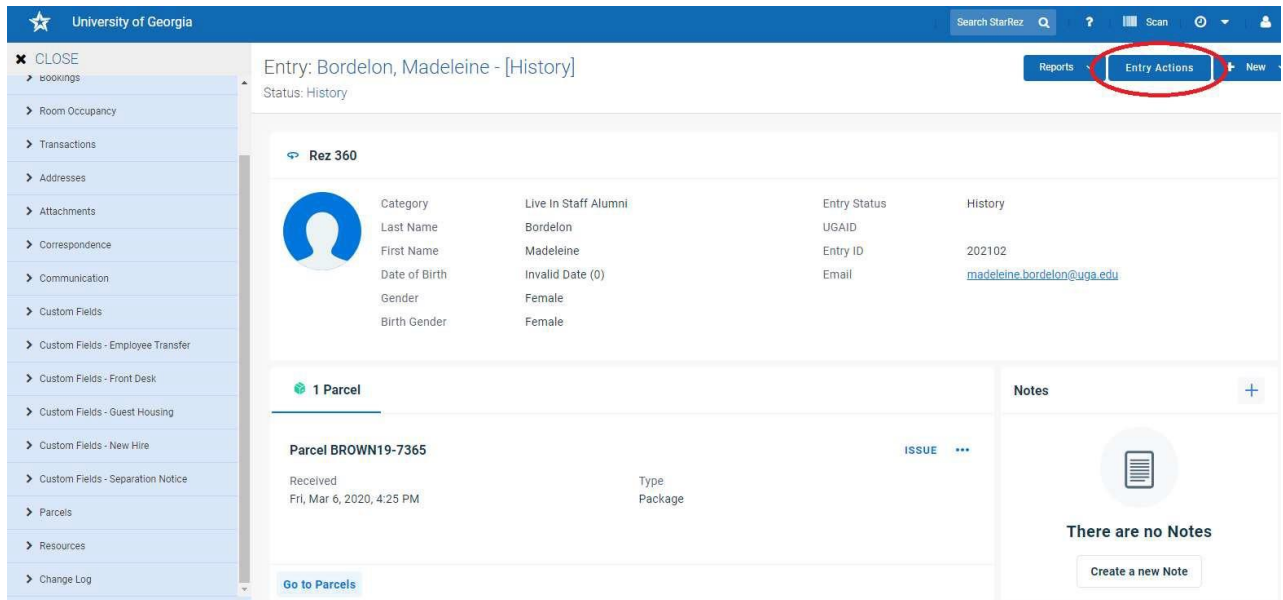 University of Georgia
Search StarRez
?
Scan
CLOSE
Bookings
Room Occupancy
Transactions
Addresses
Attachments
Correspondence
Communication
Custom Fields
Custom Fields - Employee Transfer
Custom Fields - Front Desk
Custom Fields - Guest Housing
Custom Fields - New Hire
Custom Fields - Separation Notice
Parcels
Resources
Change Log
Entry: Bordelon, Madeleine - [History]
Status: History
Reports
Entry Actions
+ New
Rez 360
Category Live In Staff Alumni Entry Status History
Last Name Bordelon UGAID
First Name Madeleine Entry ID 202102
Date of Birth Invalid Date (0) Email madeleine.bordelon@uga.edu
Gender Female
Birth Gender Female
1 Parcel
Parcel BROWN19-7365 ISSUE •••
Received Type
Fri, Mar 6, 2020, 4:25 PM Package
Go to Parcels
Notes +
There are no Notes
Create a new Note